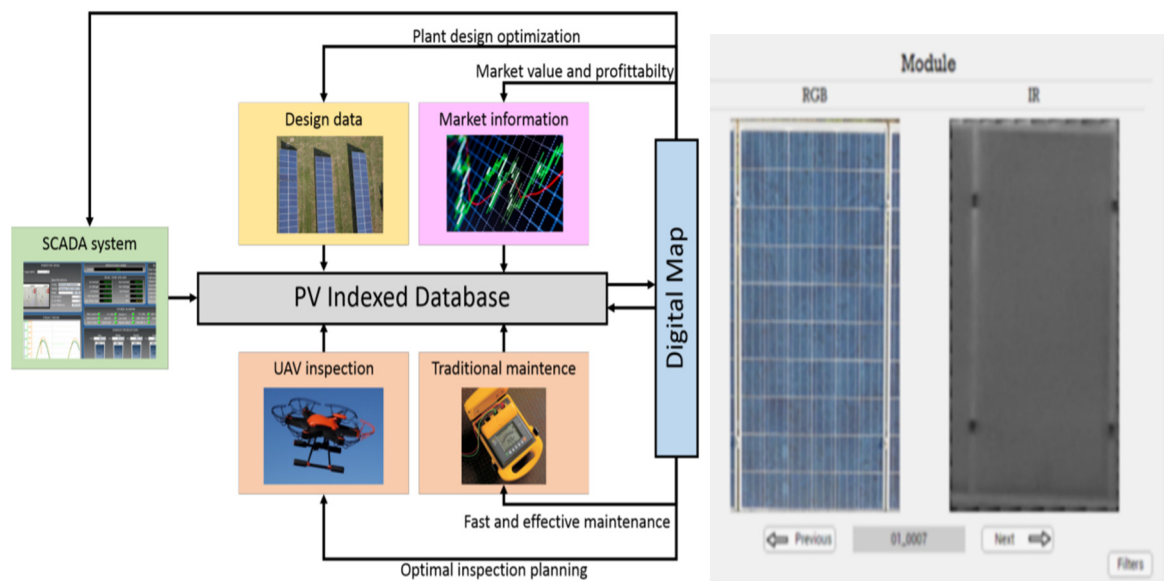 Plant design optimization
Market value and profittabilty
Design data
Market information
SCADA system
PV Indexed Database
Digital Map
UAV inspection
Traditional maintence
Fast and effective maintenance
Optimal inspection planning
Module
RGB
IR
Previous
01_0007
Next
Filters